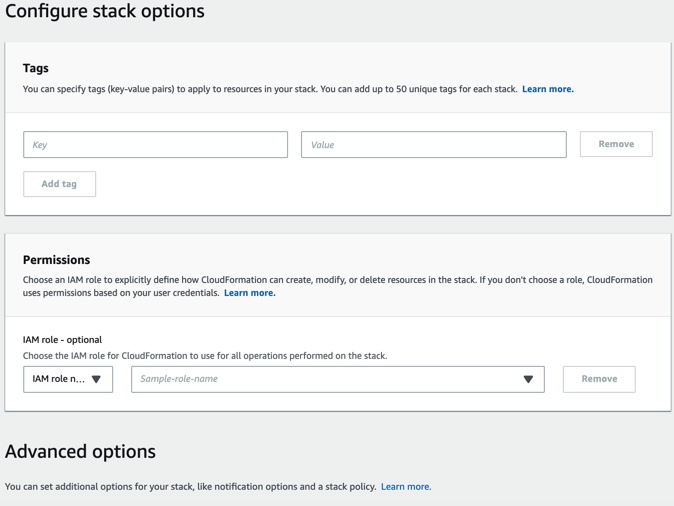 Configure stack options
Tags
You can specify tags (key-value pairs) to apply to resources in your stack. You can add up to 50 unique tags for each stack. Learn more.
Key Value Remove
Add tag
Permissions
Choose an IAM role to explicitly define how CloudFormation can create, modify, or delete resources in the stack. If you don't choose a role, CloudFormation
uses permissions based on your user credentials. Learn more.
IAM role - optional
Choose the IAM role for CloudFormation to use for all operations performed on the stack.
IAM role n... Sample-role-name Remove
Advanced options
You can set additional options for your stack, like notification options and a stack policy. Learn more.